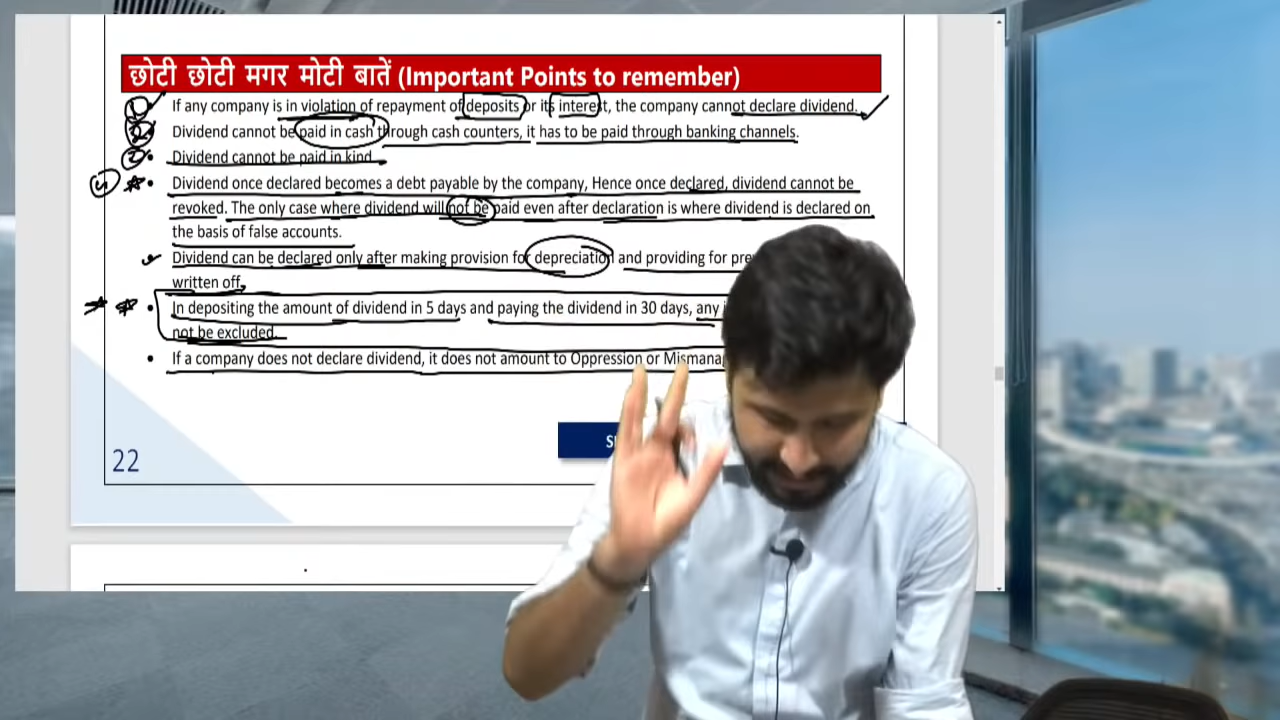 छोटी छोटी मगर मोटी बातें (Important Points to remember)
If any company is in violation of repayment of deposits or its interest, the company cannot declare dividend.
Dividend cannot be paid in cash through cash counters, it has to be paid through banking channels.
Dividend cannot be paid in kind
Dividend once declared becomes a debt payable by the company, Hence once declared, dividend cannot be
revoked. The only case where dividend will not be paid even after declaration is where dividend is declared on
the basis of false accounts.
Dividend can be declared only after making provision for depreciation and providing for
written off.
In depositing the amount of dividend in 5 days and paying the dividend in 30 days, any
not be excluded.
If a company does not declare dividend, it does not amount to Oppression or
22